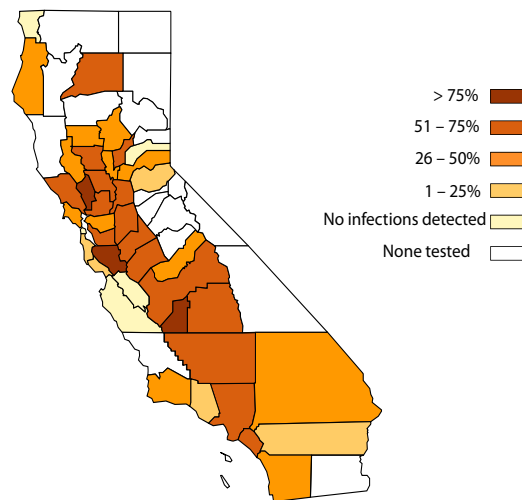 > 75%
51 – 75%
26 – 50%
1 – 25%
No infections detected
None tested